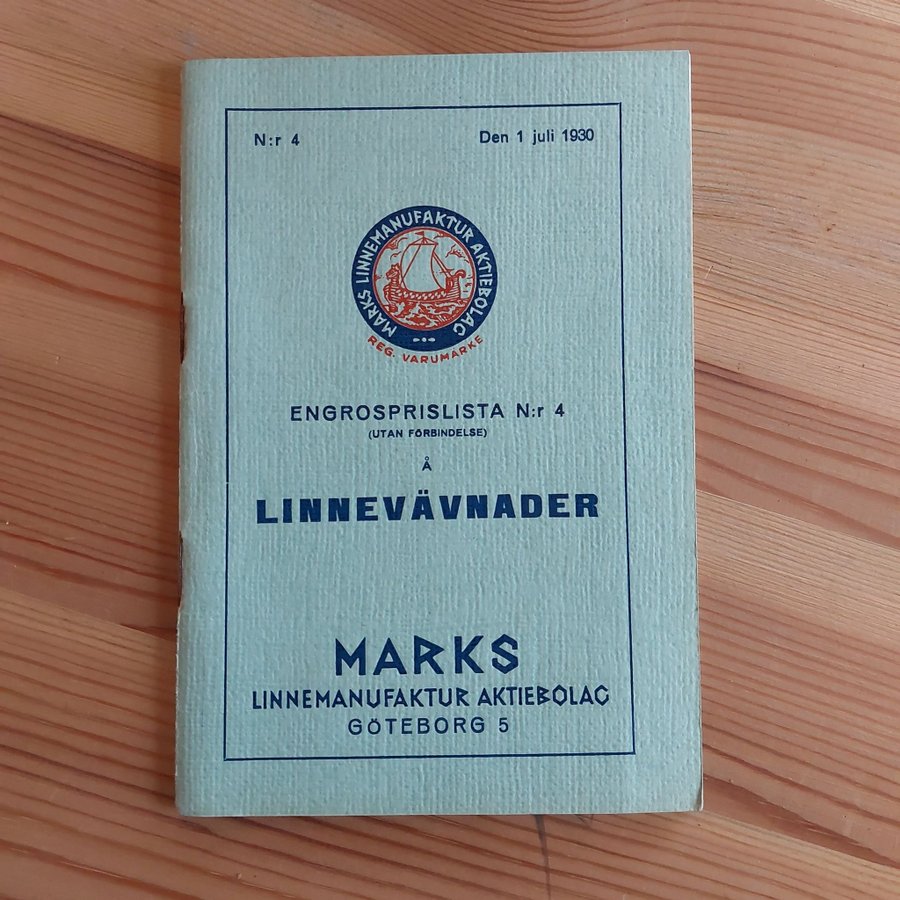 N:r 4 Den 1 juli 1930
MARKS LINNEMANUFAKTUR AKTIEBOLAG
REG. VARUMÄRKE
ENGROSPRISLISTA N:r 4
(UTAN FÖRBINDELSE)
Å
LINNEVÄVNADER
MARKS
LINNEMANUFAKTUR AKTIEBOLAG
GÖTEBORG 5